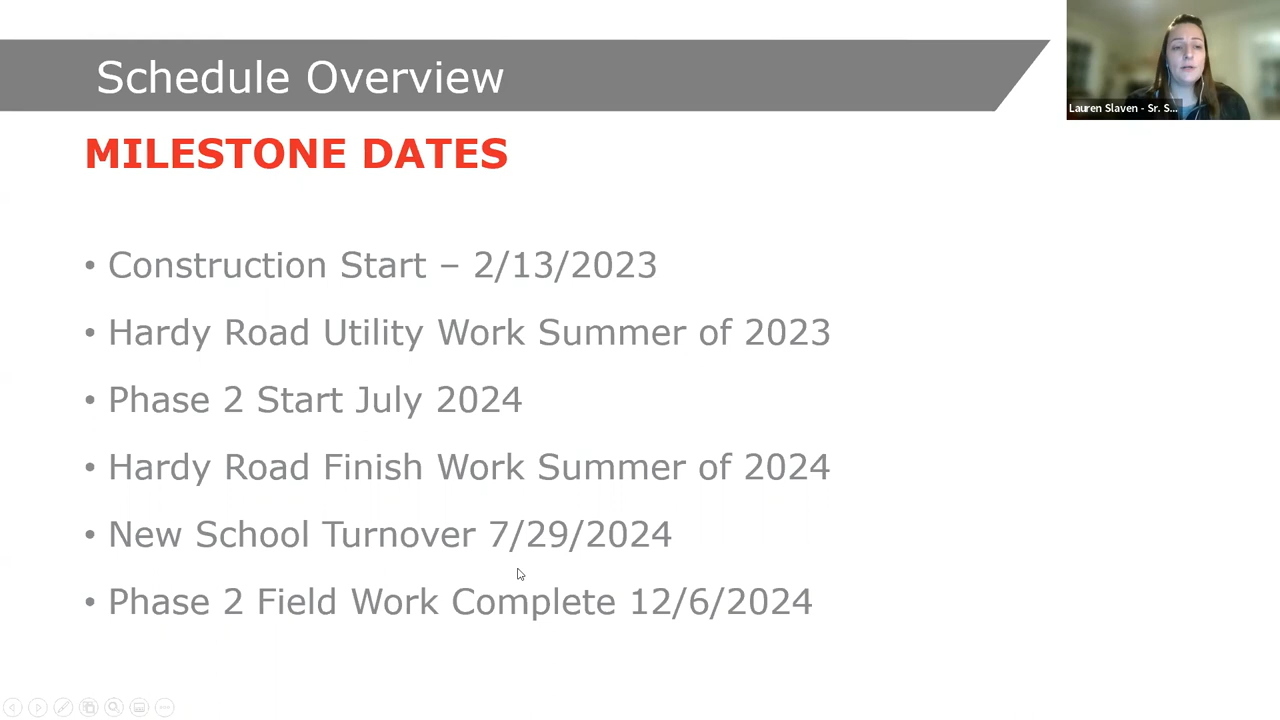 Schedule Overview
Lauren Slaven - Sr. S...
MILESTONE DATES
• Construction Start – 2/13/2023
• Hardy Road Utility Work Summer of 2023
• Phase 2 Start July 2024
• Hardy Road Finish Work Summer of 2024
• New School Turnover 7/29/2024
• Phase 2 Field Work Complete 12/6/2024